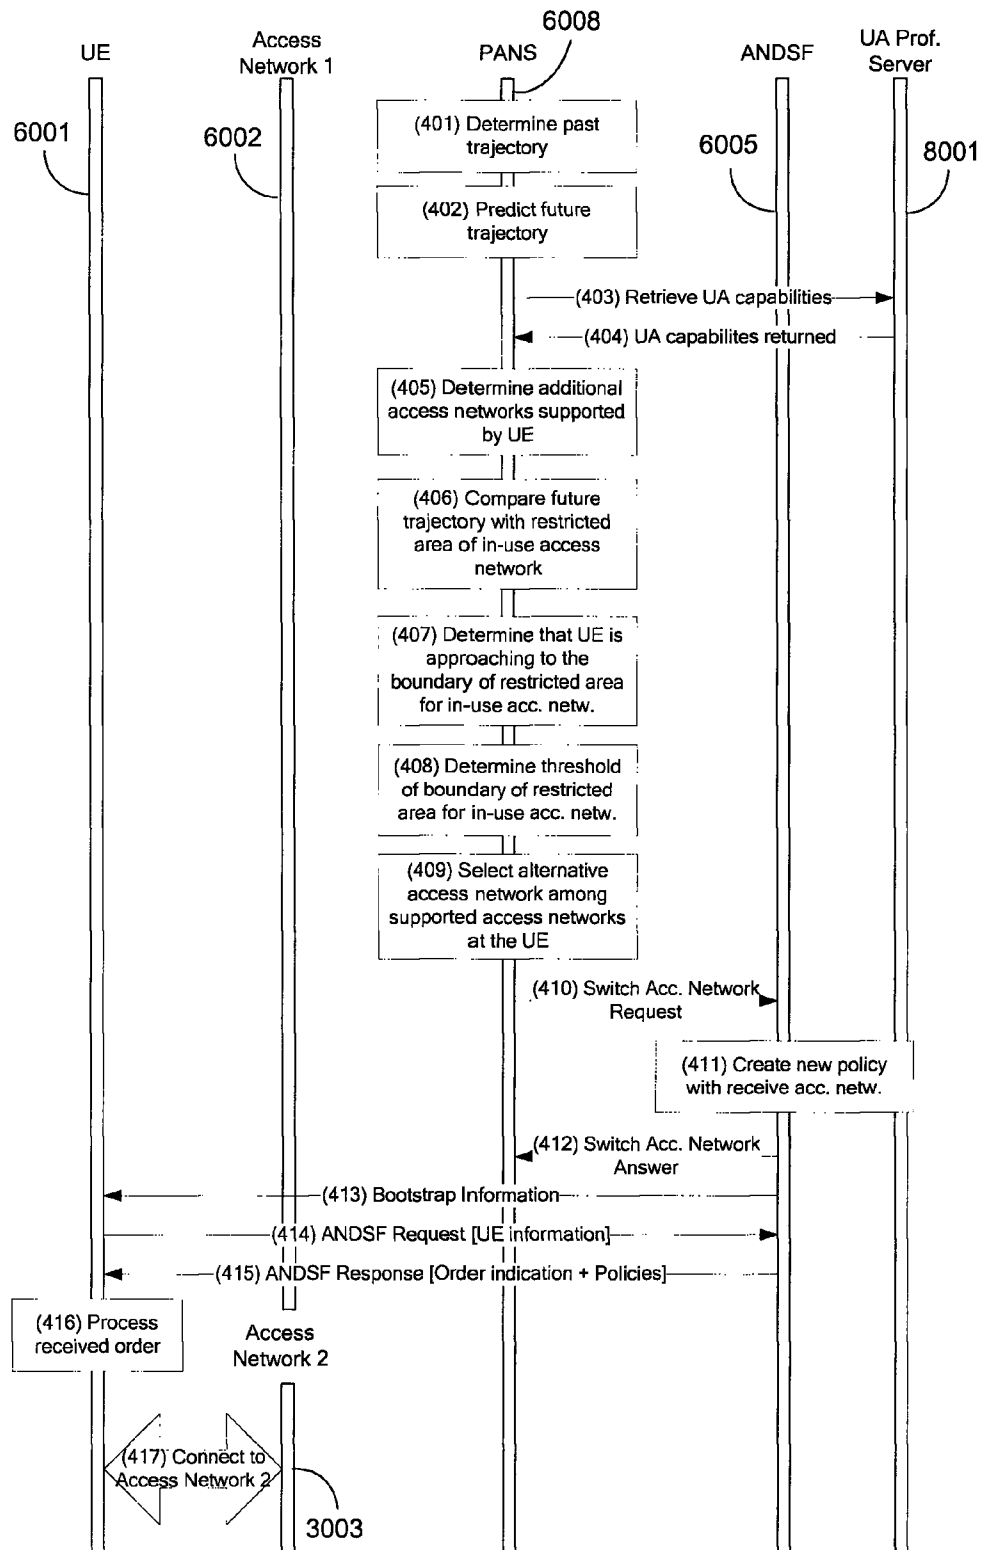 6008
UE
Access
Network 1
PANS
ANDSF
UA Prof.
Server
6001
6002
6005
8001
(401) Determine past
trajectory
(402) Predict future
trajectory
(403) Retrieve UA capabilities
(404) UA capabilites returned
(405) Determine additional
access networks supported
by UE
(406) Compare future
trajectory with restricted
area of in-use access
network
(407) Determine that UE is
approaching to the
boundary of restricted area
for in-use acc. netw.
(408) Determine threshold
of boundary of restricted
area for in-use acc. netw.
(409) Select alternative
access network among
supported access networks
at the UE
(410) Switch Acc. Network
Request
(411) Create new policy
with receive acc. netw.
(412) Switch Acc. Network
Answer
(413) Bootstrap Information
(414) ANDSF Request [UE information]
(415) ANDSF Response [Order indication + Policies]
(416) Process
received order
Access
Network 2
(417) Connect to
Access Network 2
3003